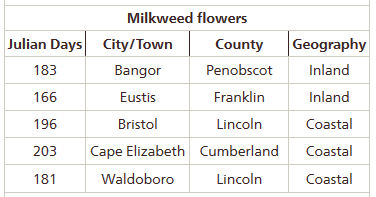 Milkweed flowers
Julian Days City/Town County Geography
183 Bangor Penobscot Inland
166 Eustis Franklin Inland
196 Bristol Lincoln Coastal
203 Cape Elizabeth Cumberland Coastal
181 Waldoboro Lincoln Coastal